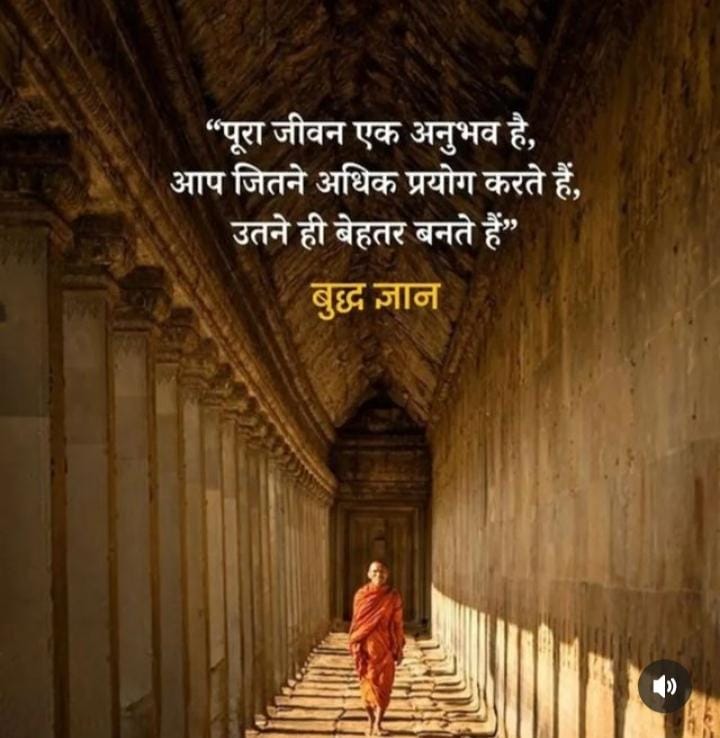 “पूरा जीवन एक अनुभव है,
आप जितने अधिक प्रयोग करते हैं,
उतने ही बेहतर बनते हैं”
बुद्ध ज्ञान